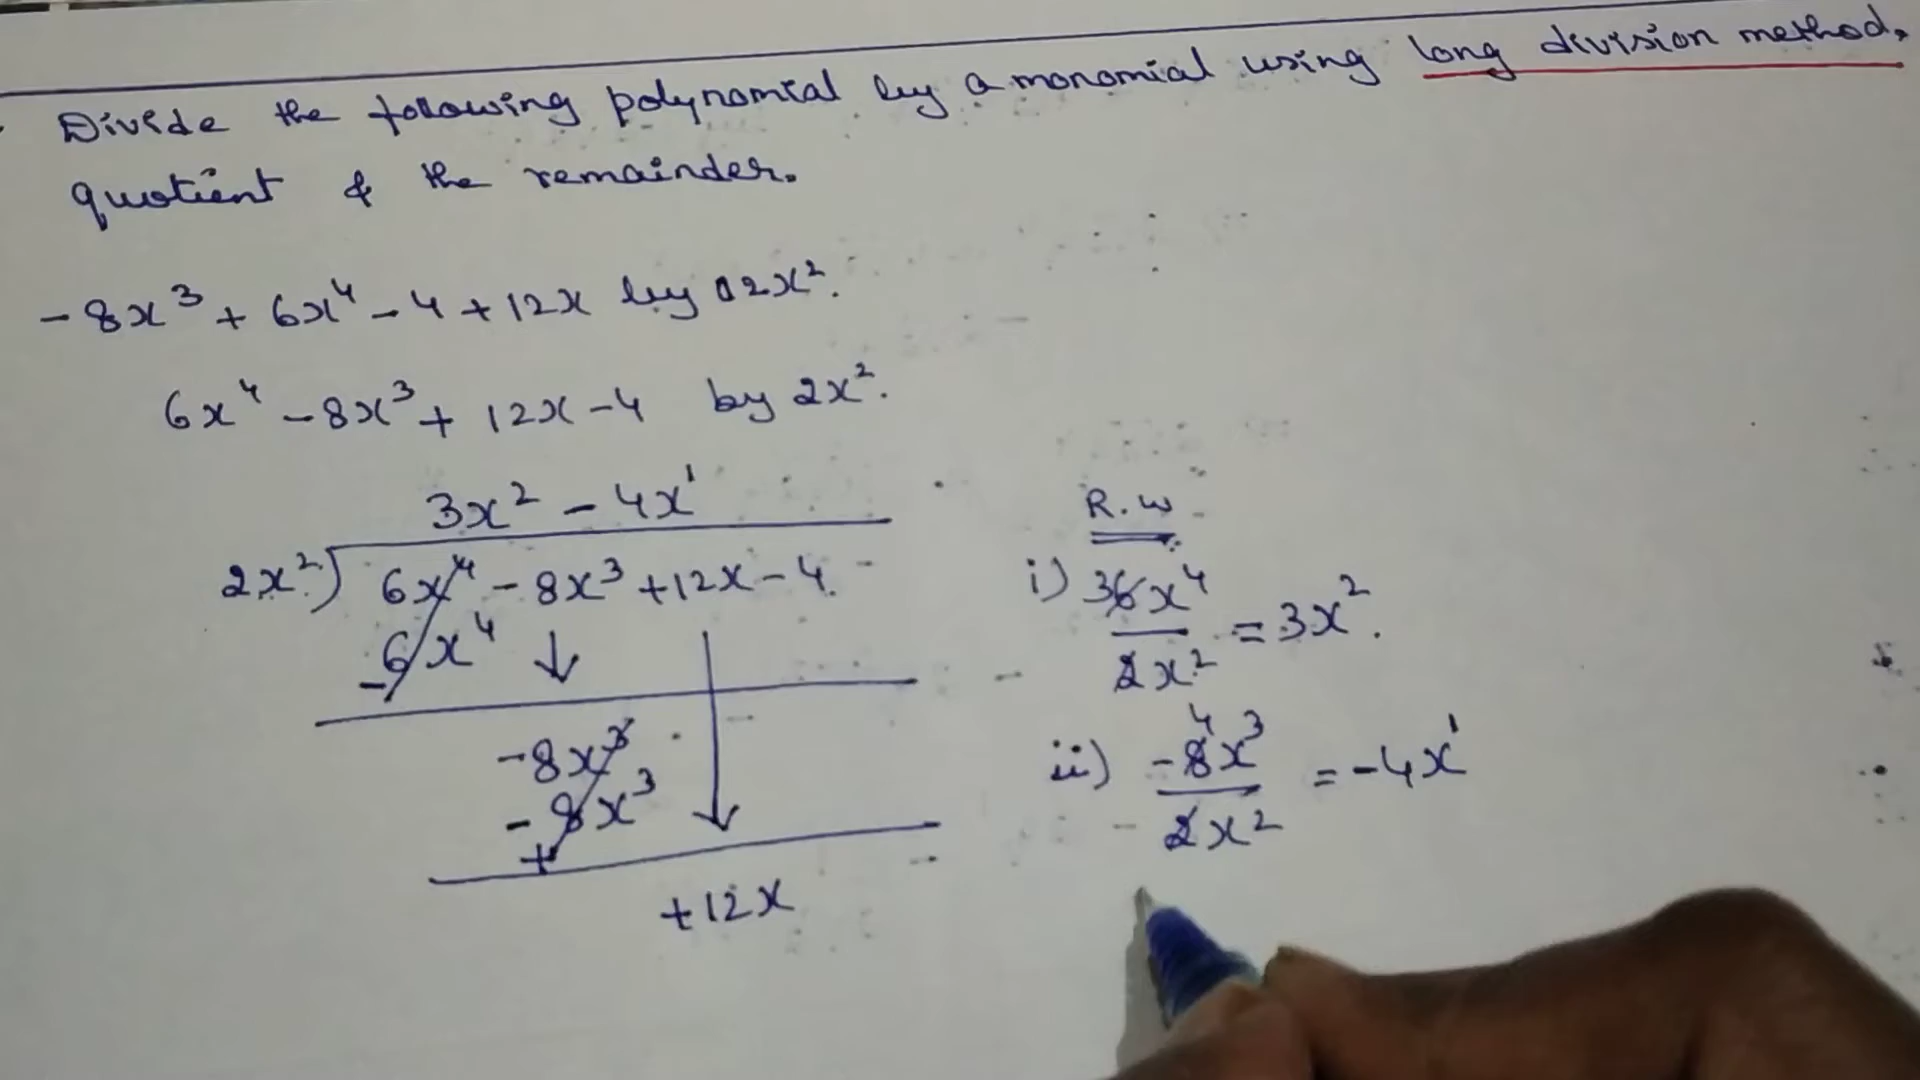 Divide the following polynomial by a monomial using long division method,
quotient & the remainder.
-8x³ + 6x⁴ - 4 + 12x by 2x².
6x⁴ - 8x³ + 12x - 4 by 2x².
3x² - 4x¹
2x²) 6x⁴ - 8x³ + 12x - 4
6x⁴
-
-8x³
-8x³
+
+12x
R.W
i) 36x⁴
= 3x².
2x²
4
ii) -8x³
= -4x¹
2x²